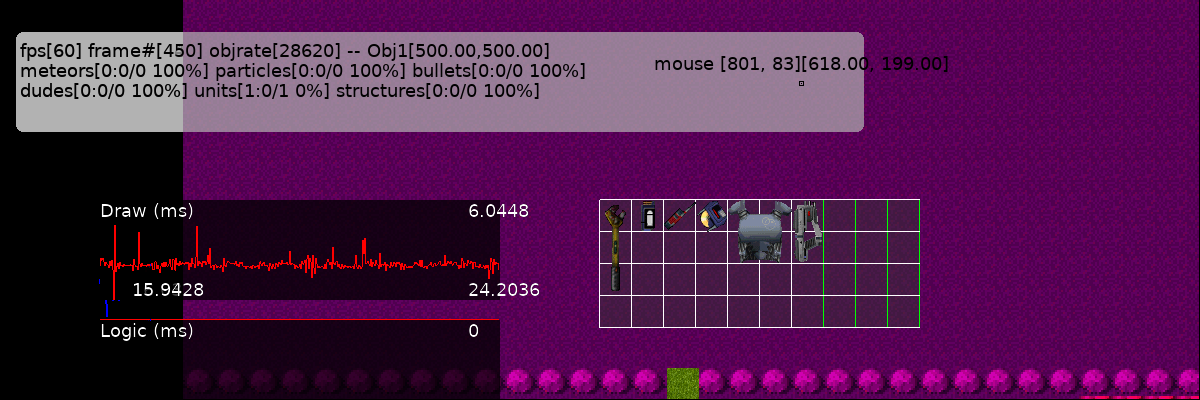 fps[60] frame#[450] objrate[28620] -- Obj1[500.00,500.00]
meteors[0:0/0 100%] particles[0:0/0 100%] bullets[0:0/0 100%]
dudes[0:0/0 100%] units[1:0/1 0%] structures[0:0/0 100%]
mouse [801, 83][618.00, 199.00]
Draw (ms) 6.0448
15.9428 24.2036
Logic (ms) 0